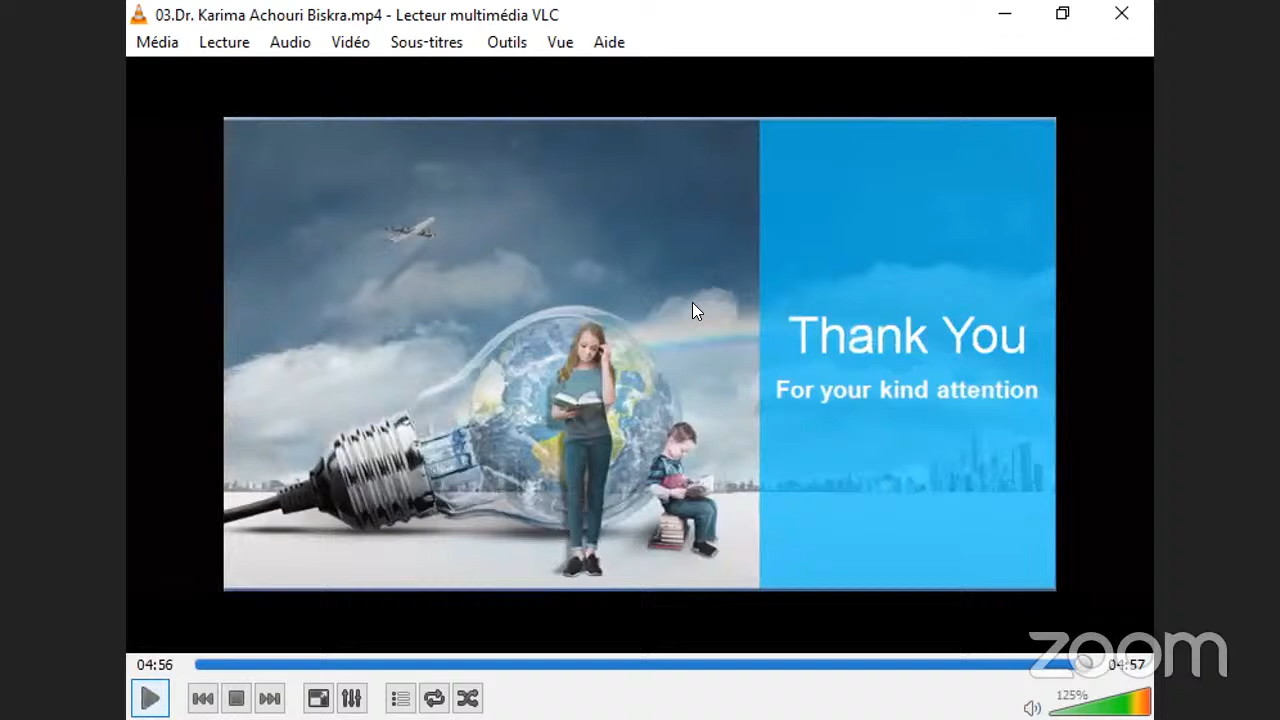 03.Dr. Karima Achouri Biskra.mp4 - Lecteur multimédia VLC
Média Lecture Audio Vidéo Sous-titres Outils Vue Aide
Thank You
For your kind attention
zoom
04:56 04:57
125%